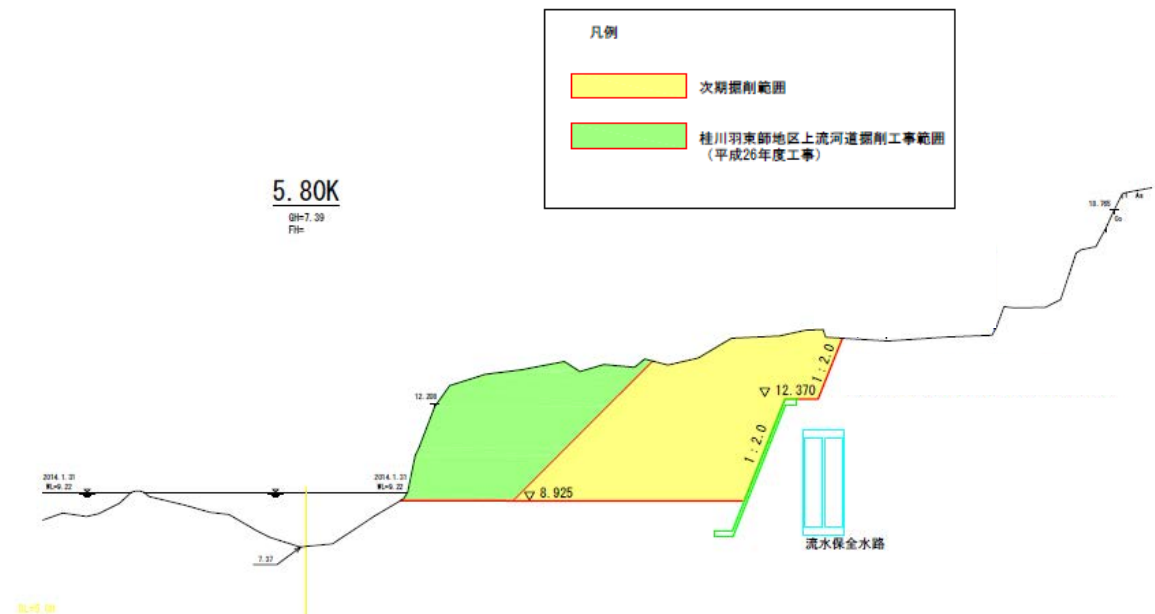 凡例
次期掘削範囲
桂川羽束師地区上流河道掘削工事範囲
（平成26年度工事）
5.80K
GH=7.39
FH=
1:2.0
▽ 12.370
12.200
1:2.0
2014.1.31
WL=9.22
2014.1.31
WL=9.22
▽ 8.925
流水保全水路
7.37